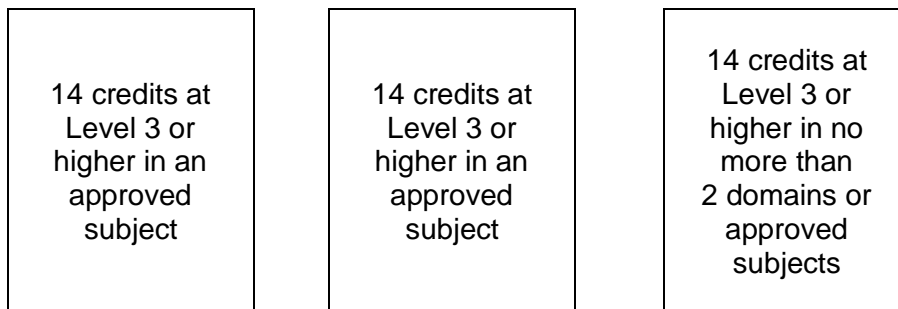 14 credits at
Level 3 or
higher in an
approved
subject
14 credits at
Level 3 or
higher in an
approved
subject
14 credits at
Level 3 or
higher in no
more than
2 domains or
approved
subjects